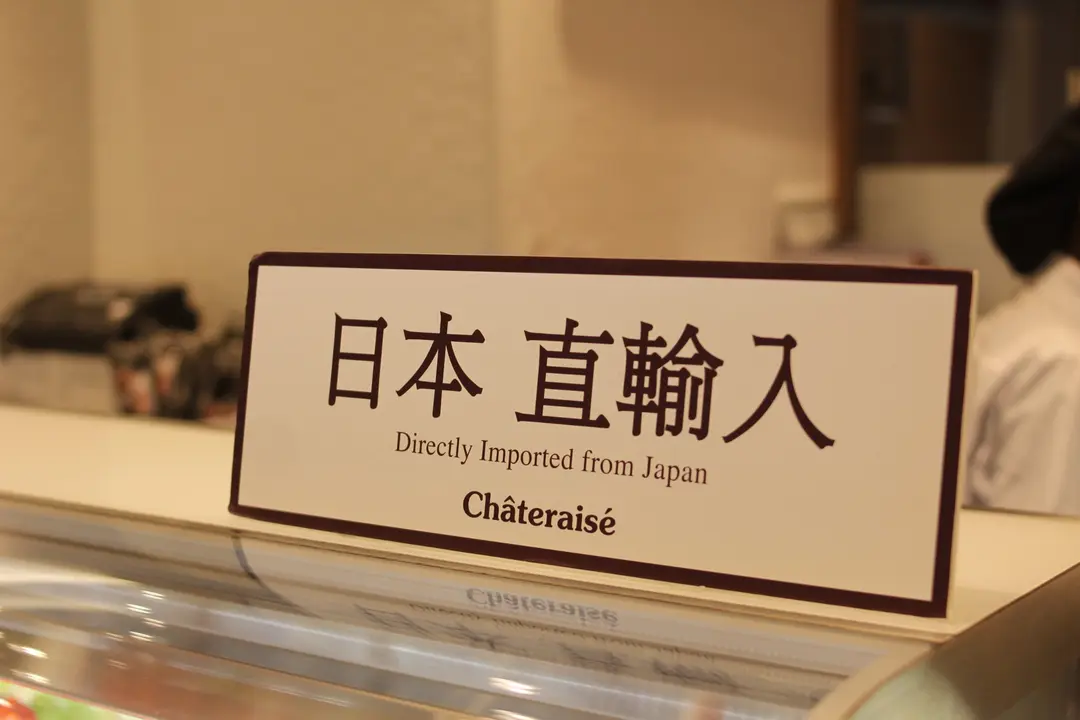 日本 直輸入
Directly Imported from Japan
Châteraisé